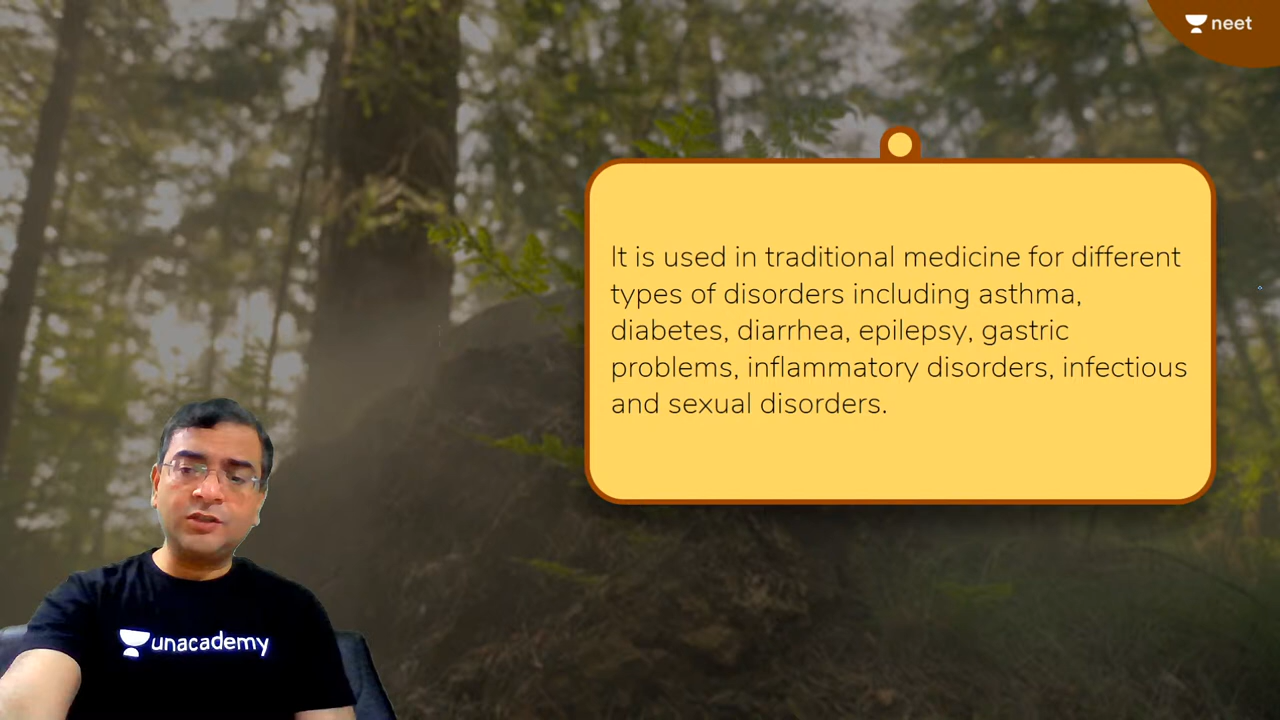 neet
It is used in traditional medicine for different
types of disorders including asthma,
diabetes, diarrhea, epilepsy, gastric
problems, inflammatory disorders, infectious
and sexual disorders.
unacademy